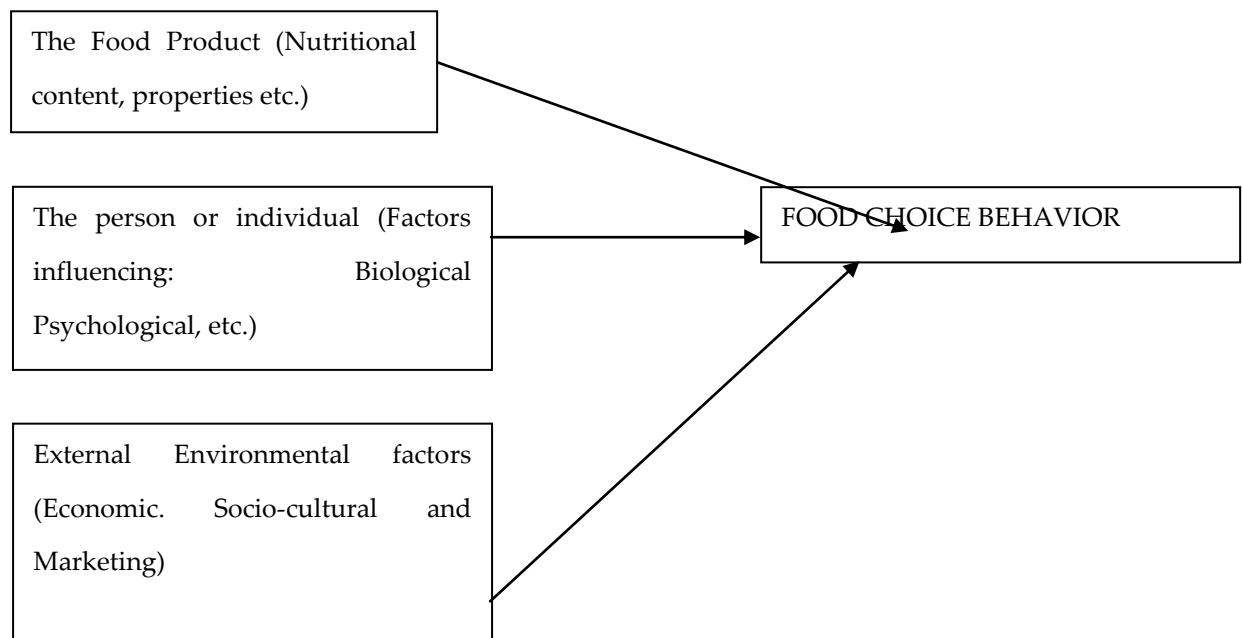 The Food Product (Nutritional
content, properties etc.)
The person or individual (Factors
influencing: Biological
Psychological, etc.)
FOOD CHOICE BEHAVIOR
External Environmental factors
(Economic. Socio-cultural and
Marketing)